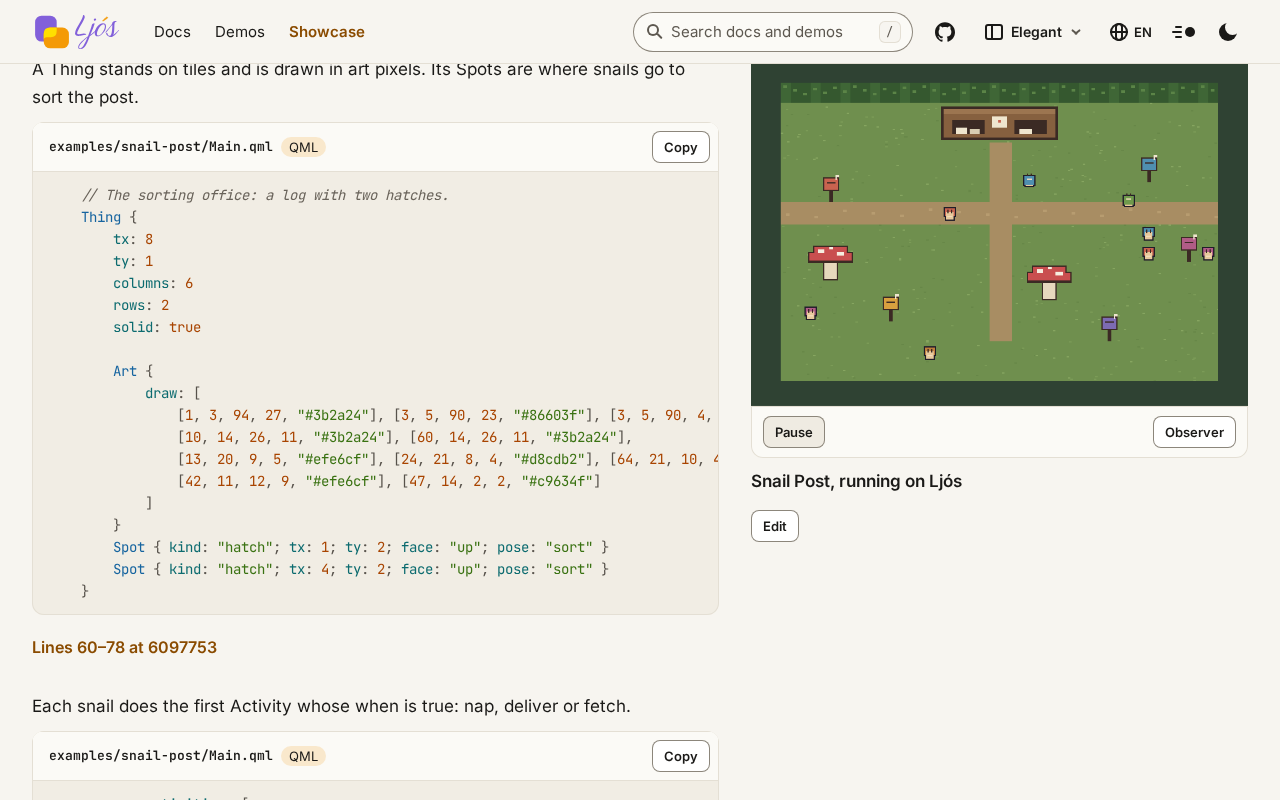 Ljós
Docs
Demos
Showcase
Search docs and demos
/
Elegant
EN
A Thing stands on tiles and is drawn in art pixels. Its Spots are where snails go to
sort the post.
examples/snail-post/Main.qml QML
Copy
// The sorting office: a log with two hatches.
Thing {
tx: 8
ty: 1
columns: 6
rows: 2
solid: true
Art {
draw: [
[1, 3, 94, 27, "#3b2a24"], [3, 5, 90, 23, "#86603f"], [3, 5, 90, 4,
[10, 14, 26, 11, "#3b2a24"], [60, 14, 26, 11, "#3b2a24"],
[13, 20, 9, 5, "#efe6cf"], [24, 21, 8, 4, "#d8cdb2"], [64, 21, 10,
[42, 11, 12, 9, "#efe6cf"], [47, 14, 2, 2, "#c9634f"]
]
}
Spot { kind: "hatch"; tx: 1; ty: 2; face: "up"; pose: "sort" }
Spot { kind: "hatch"; tx: 4; ty: 2; face: "up"; pose: "sort" }
}
Lines 60–78 at 6097753
Each snail does the first Activity whose when is true: nap, deliver or fetch.
examples/snail-post/Main.qml QML
Copy
Pause
Observer
Snail Post, running on Ljós
Edit